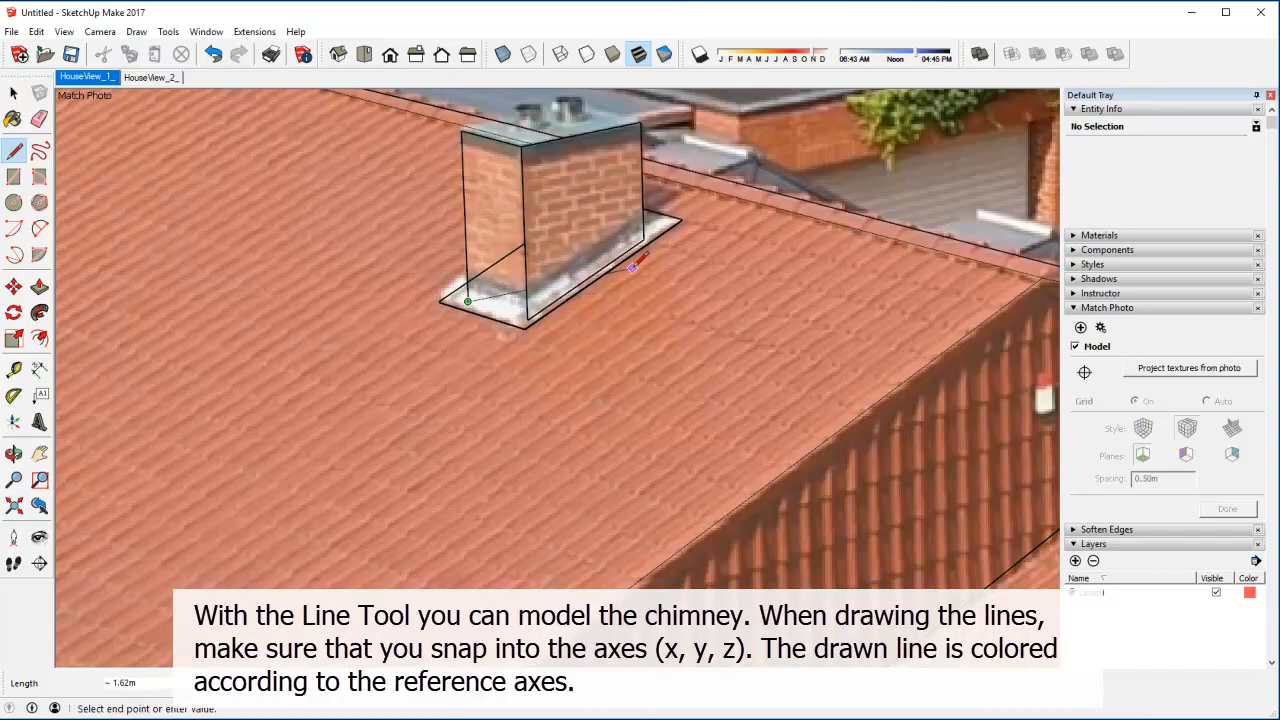 Untitled - SketchUp Make 2017
File Edit View Camera Draw Tools Window Extensions Help
J F M A M J J A S O N D 06:43 AM Noon 04:45 PM
HouseView_1_ HouseView_2_
Match Photo
Default Tray
Entity Info
No Selection
A1
Materials
Components
Styles
Shadows
Instructor
Match Photo
Model
Project textures from photo
Grid On Auto
Style:
Planes:
Spacing: 0.50m
Done
Soften Edges
Layers
Name Visible Color
With the Line Tool you can model the chimney. When drawing the lines,
make sure that you snap into the axes (x, y, z). The drawn line is colored
according to the reference axes.
Length ~ 1.62m
Select end point or enter value.